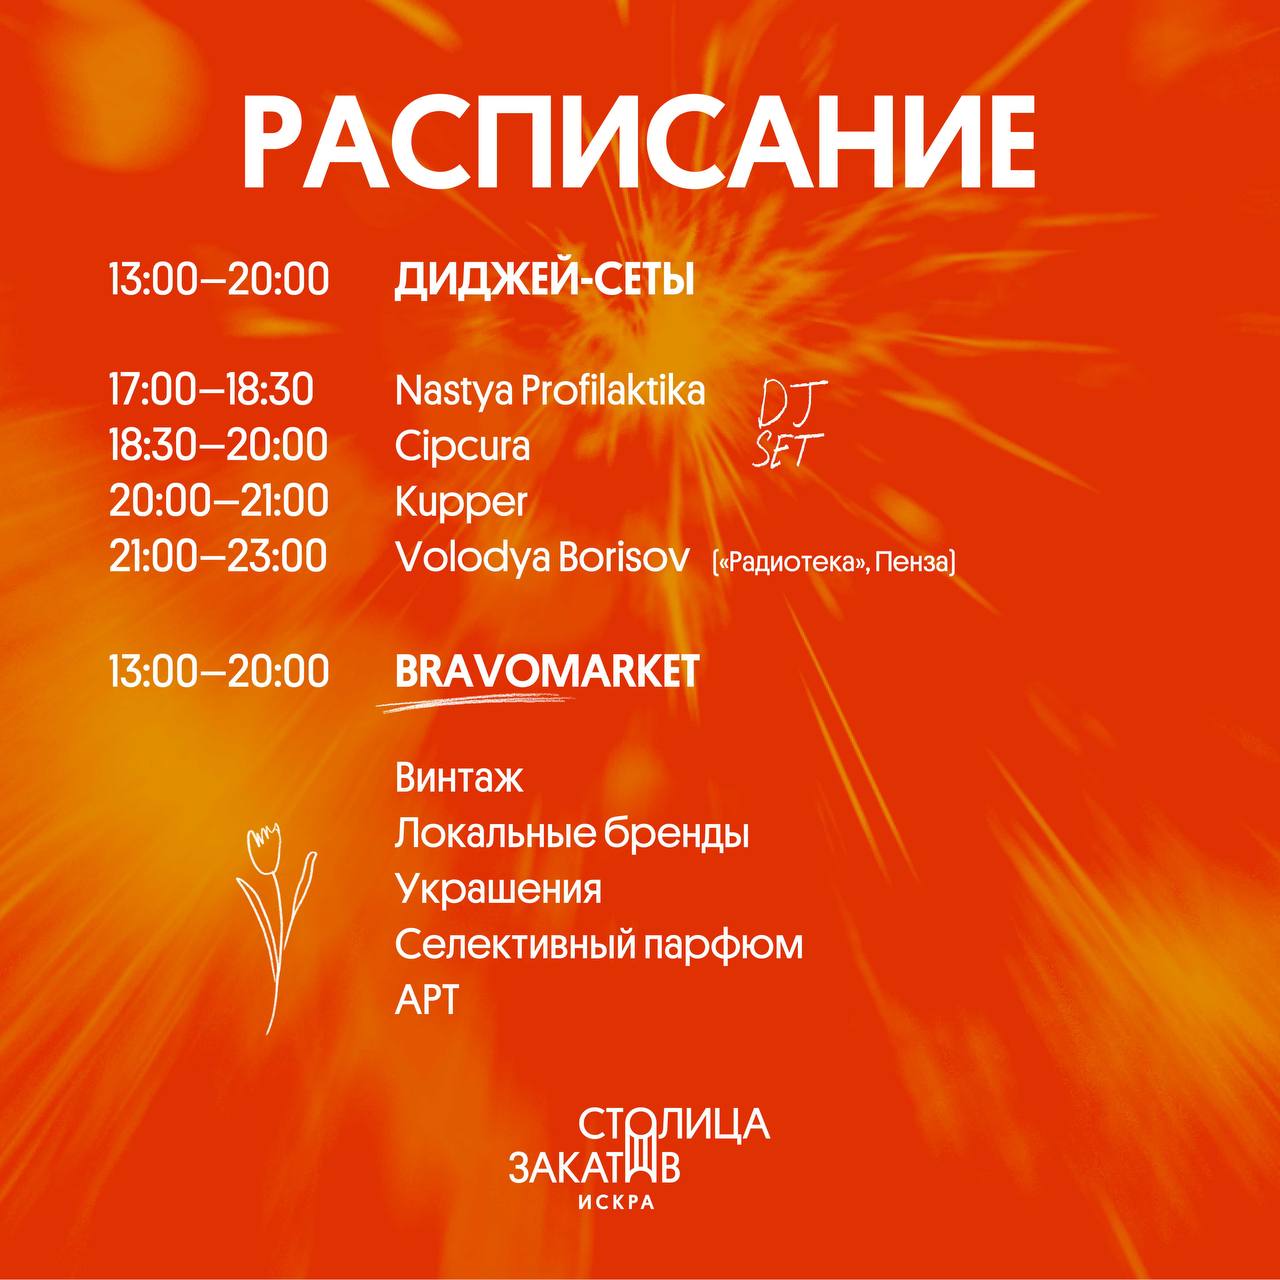 РАСПИСАНИЕ
13:00–20:00 ДИДЖЕЙ-СЕТЫ
17:00–18:30 Nastya Profilaktika
DJ
SET
18:30–20:00 Cipcura
20:00–21:00 Kupper
21:00–23:00 Volodya Borisov («Радиотека», Пенза)
13:00–20:00 BRAVOMARKET
Винтаж
Локальные бренды
Украшения
Селективный парфюм
АРТ
СТОЛИЦА
ЗАКАТОВ
ИСКРА